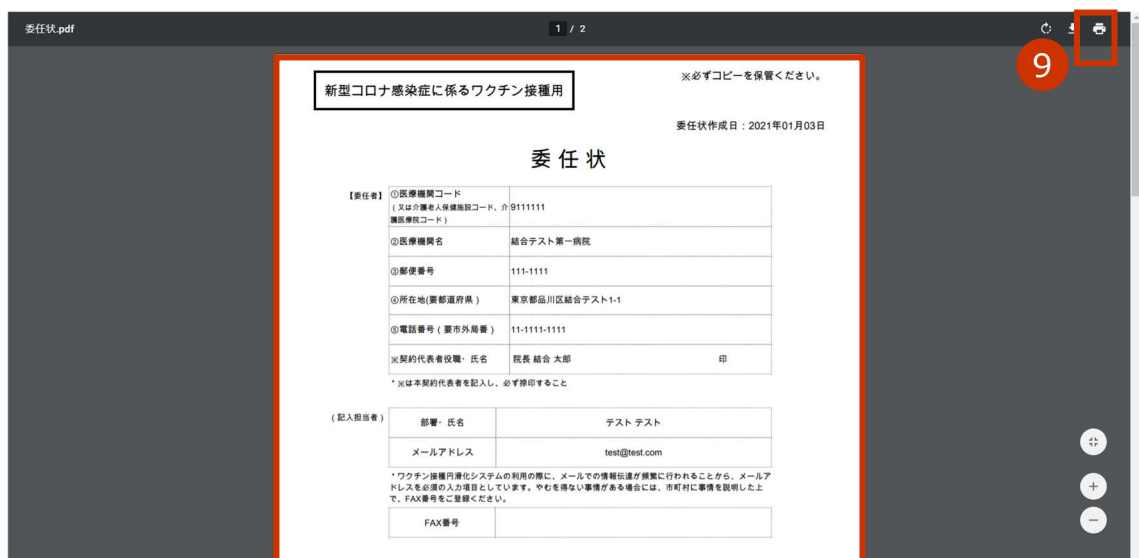 委任状.pdf
1 / 2
9
※必ずコピーを保管ください。
新型コロナ感染症に係るワクチン接種用
委任状作成日：2021年01月03日
委任状
【委任者】
①医療機関コード
(又は介護老人保健施設コード、介
護医療院コード)
9111111
②医療機関名 結合テスト第一病院
③郵便番号 111-1111
④所在地(要都道府県) 東京都品川区結合テスト1-1
⑤電話番号(要市外局番) 11-1111-1111
※契約代表者役職・氏名 院長 結合 太郎 印
* ※は本契約代表者を記入し、必ず捺印すること
(記入担当者)
部署・氏名 テスト テスト
メールアドレス test@test.com
* ワクチン接種円滑化システムの利用の際に、メールでの情報伝達が頻繁に行われることから、メールア
ドレスを必須の入力項目としています。やむを得ない事情がある場合には、市町村に事情を説明した上
で、FAX番号をご登録ください。
FAX番号